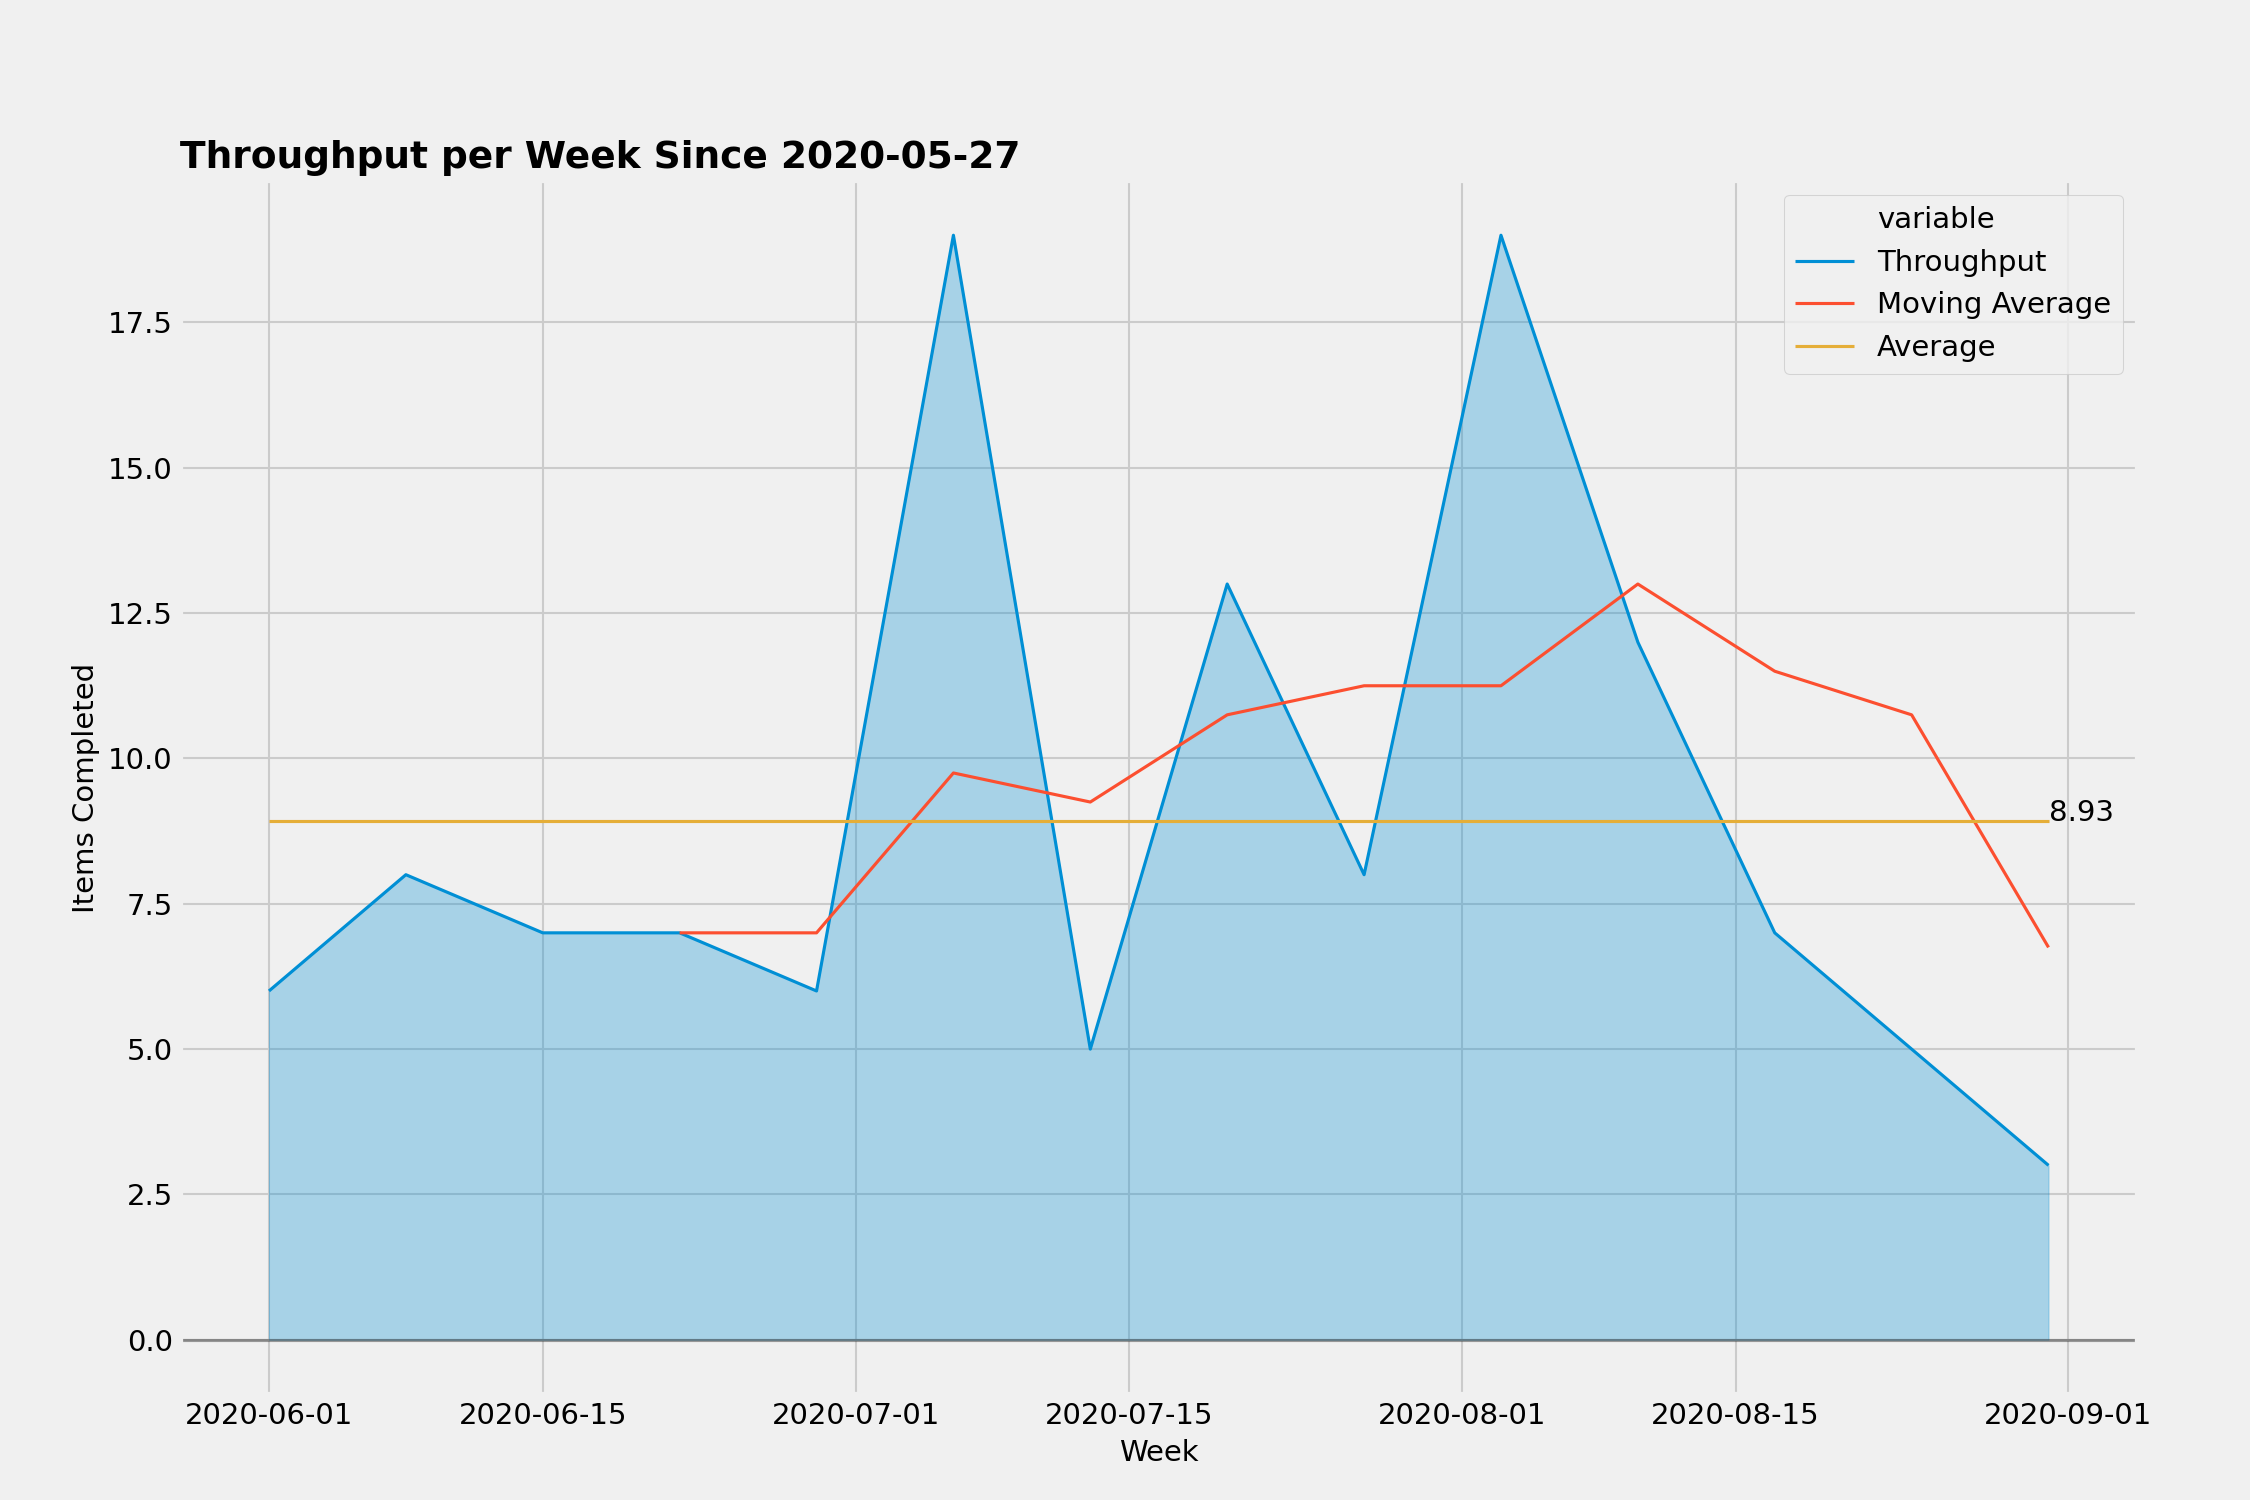 Throughput per Week Since 2020-05-27
variable
Throughput
Moving Average
Average
17.5
15.0
12.5
10.0
7.5
5.0
2.5
0.0
Items Completed
8.93
2020-06-01 2020-06-15 2020-07-01 2020-07-15 2020-08-01 2020-08-15 2020-09-01
Week